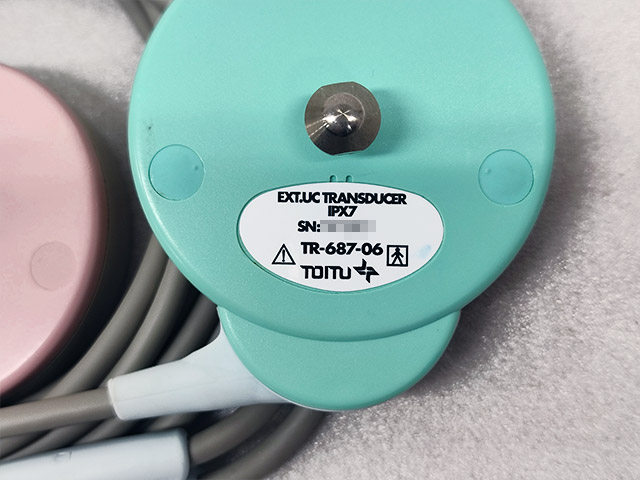 EXT.UC TRANSDUCER
IPX7
SN:
TR-687-06
TOITU